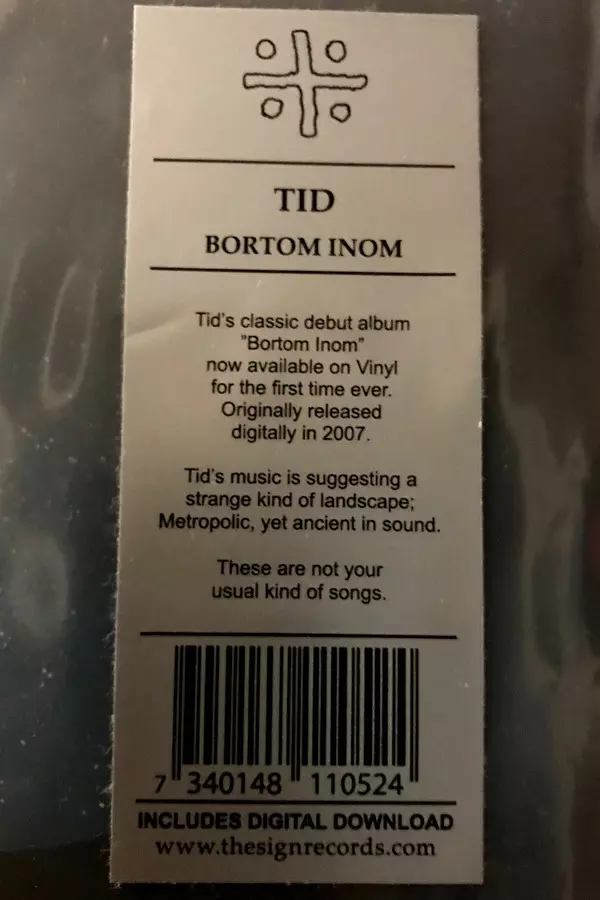 TID
BORTOM INOM
Tid's classic debut album
"Bortom Inom"
now available on Vinyl
for the first time ever.
Originally released
digitally in 2007.
Tid's music is suggesting a
strange kind of landscape;
Metropolic, yet ancient in sound.
These are not your
usual kind of songs.
7 340148 110524
INCLUDES DIGITAL DOWNLOAD
www.thesignrecords.com